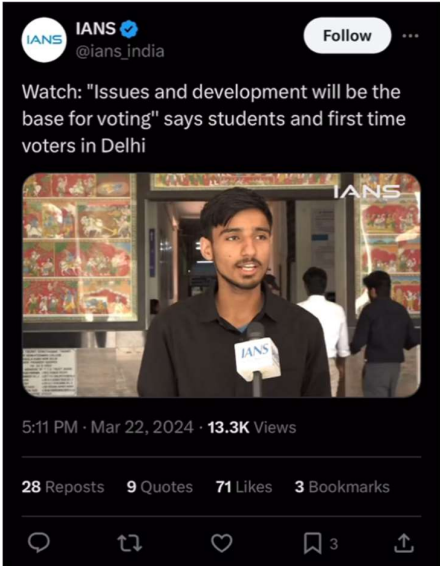 IANS
IANS
@ians_india
Follow
Watch: "Issues and development will be the
base for voting" says students and first time
voters in Delhi
IANS
IANS
5:11 PM · Mar 22, 2024 · 13.3K Views
28 Reposts 9 Quotes 71 Likes 3 Bookmarks
3